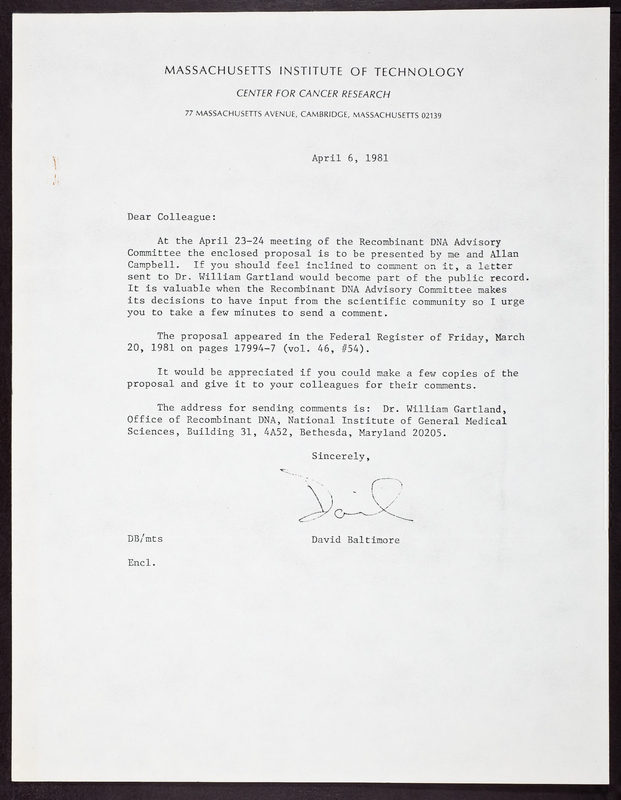 MASSACHUSETTS INSTITUTE OF TECHNOLOGY
CENTER FOR CANCER RESEARCH
77 MASSACHUSETTS AVENUE, CAMBRIDGE, MASSACHUSETTS 02139
April 6, 1981
Dear Colleague:
At the April 23-24 meeting of the Recombinant DNA Advisory
Committee the enclosed proposal is to be presented by me and Allan
Campbell. If you should feel inclined to comment on it, a letter
sent to Dr. William Gartland would become part of the public record.
It is valuable when the Recombinant DNA Advisory Committee makes
its decisions to have input from the scientific community so I urge
you to take a few minutes to send a comment.
The proposal appeared in the Federal Register of Friday, March
20, 1981 on pages 17994-7 (vol. 46, #54).
It would be appreciated if you could make a few copies of the
proposal and give it to your colleagues for their comments.
The address for sending comments is: Dr. William Gartland,
Office of Recombinant DNA, National Institute of General Medical
Sciences, Building 31, 4A52, Bethesda, Maryland 20205.
Sincerely,
David
DB/mts David Baltimore
Encl.